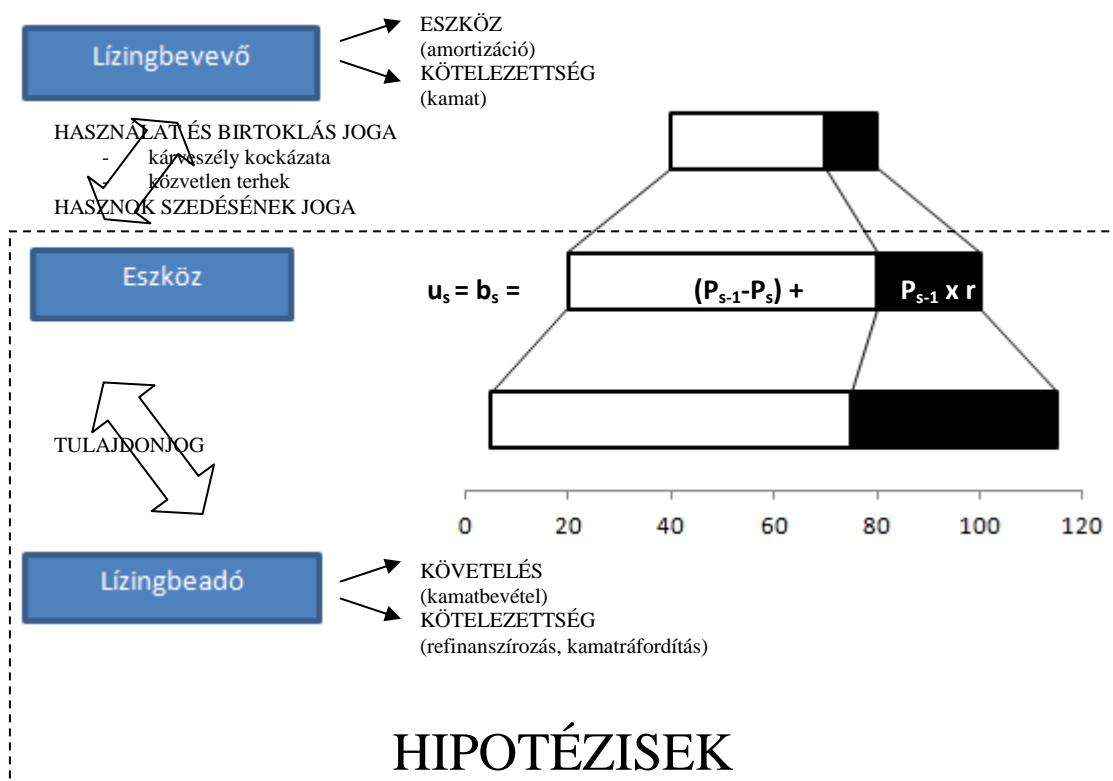 Lízingbevevő
ESZKÖZ
(amortizáció)
KÖTELEZETTSÉG
(kamat)
HASZNÁLAT ÉS BIRTOKLÁS JOGA
- kárveszély kockázata
- közvetlen terhek
HASZNOK SZEDÉSÉNEK JOGA
Eszköz
uₛ = bₛ = (Pₛ₋₁-Pₛ) + Pₛ₋₁ x r
TULAJDONJOG
0 20 40 60 80 100 120
Lízingbeadó
KÖVETELÉS
(kamatbevétel)
KÖTELEZETTSÉG
(refinanszírozás, kamatráfordítás)
HIPOTÉZISEK